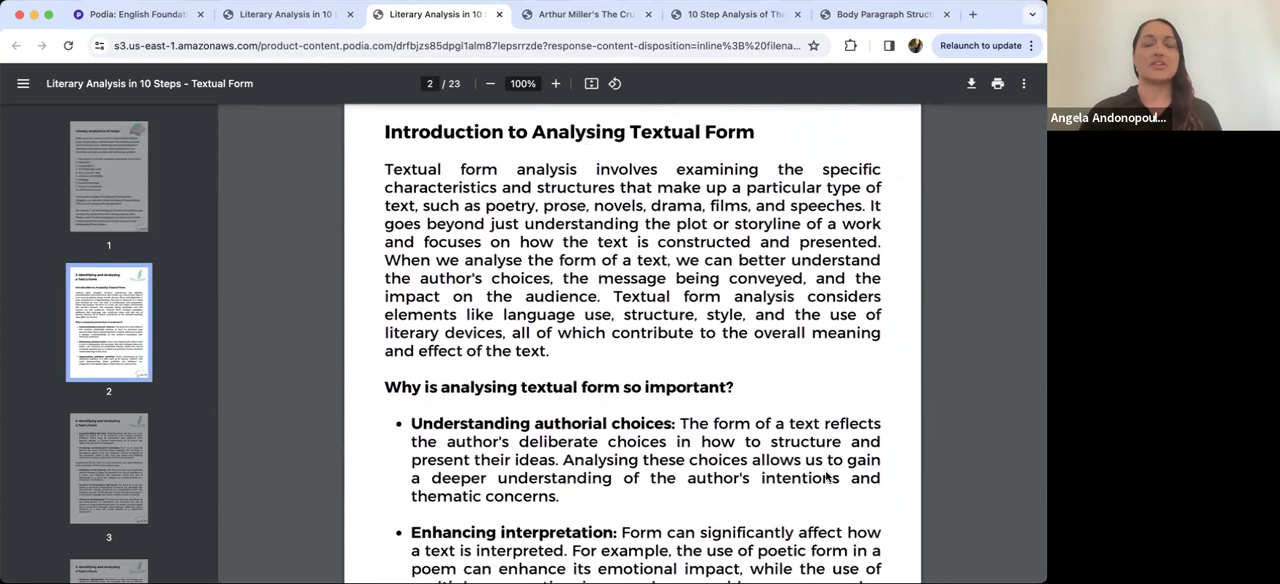 Podia: English Foundati
Literary Analysis in 10
Literary Analysis in 10
Arthur Miller's The Cru
10 Step Analysis of The
Body Paragraph Struct
s3.us-east-1.amazonaws.com/product-content.podia.com/drfbjzs85dpgl1alm87lepsrrzde?response-content-disposition=inline%3B%20filena...
Relaunch to update
Literary Analysis in 10 Steps - Textual Form
2 / 23
100%
Angela Andonopoul...
1
2
3
Introduction to Analysing Textual Form
Textual form analysis involves examining the specific
characteristics and structures that make up a particular type of
text, such as poetry, prose, novels, drama, films, and speeches. It
goes beyond just understanding the plot or storyline of a work
and focuses on how the text is constructed and presented.
When we analyse the form of a text, we can better understand
the author's choices, the message being conveyed, and the
impact on the audience. Textual form analysis considers
elements like language use, structure, style, and the use of
literary devices, all of which contribute to the overall meaning
and effect of the text.
Why is analysing textual form so important?
• Understanding authorial choices: The form of a text reflects
the author's deliberate choices in how to structure and
present their work. Analysing these choices allows us to gain
a deeper understanding of the author's intentions and
thematic concerns.
• Enhancing interpretation: Form can significantly affect how
a text is interpreted. For example, the use of poetic form in a
poem can enhance its emotional impact, while the use of